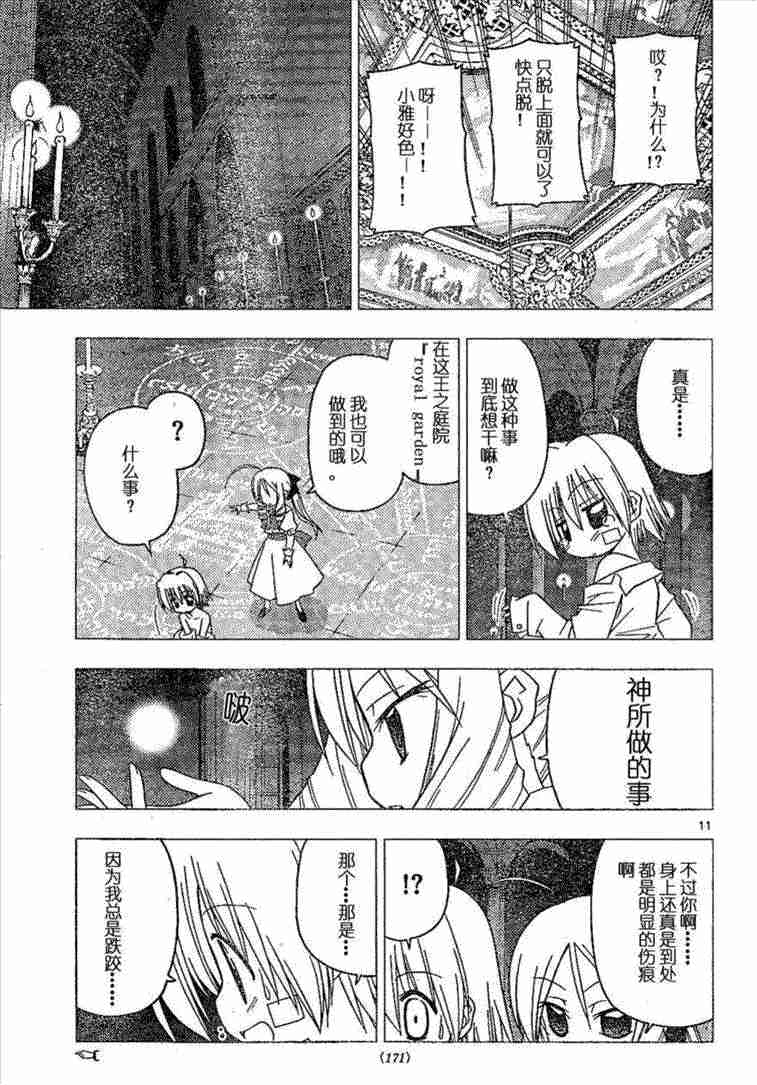 哎？！为什么！？
只脱上面就可以了
快点脱！
呀——！！
小雅好色—！！
真是……
做这种事
到底想干嘛？
在这王之庭院
『royal garden』
我也可以
做到的哦。
？
什么事？
神所做的事
啵
11
不过你啊……
身上还真是到处
都是明显的伤痕
啊
！？
那个…那是…
因为我总是跌跤……
(171)